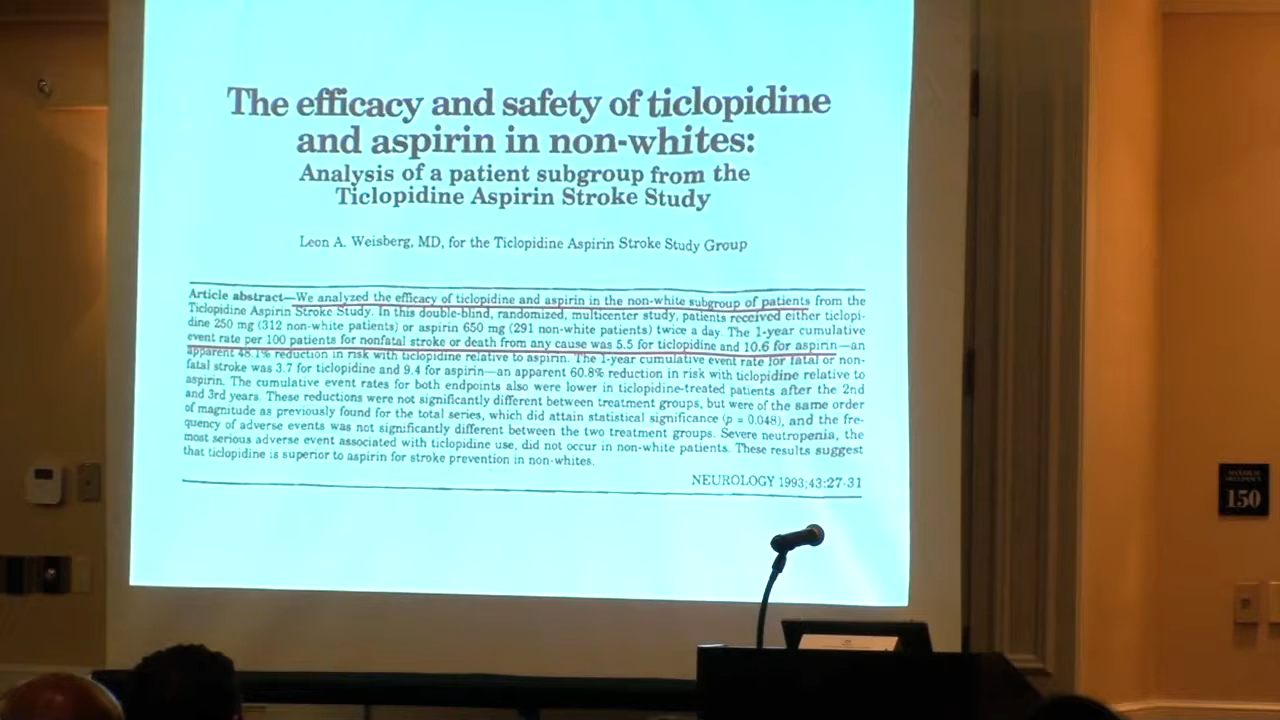 The efficacy and safety of ticlopidine
and aspirin in non-whites:
Analysis of a patient subgroup from the
Ticlopidine Aspirin Stroke Study
Leon A. Weisberg, MD, for the Ticlopidine Aspirin Stroke Study Group
Article abstract—We analyzed the efficacy of ticlopidine and aspirin in the non-white subgroup of patients from the
Ticlopidine Aspirin Stroke Study. In this double-blind, randomized, multicenter study, patients received either ticlopi-
dine 250 mg (312 non-white patients) or aspirin 650 mg (291 non-white patients) twice a day. The 1-year cumulative
event rate per 100 patients for nonfatal stroke or death from any cause was 5.5 for ticlopidine and 10.6 for aspirin—an
apparent 48.1% reduction in risk with ticlopidine relative to aspirin. The 1-year cumulative event rate for fatal or non-
fatal stroke was 3.7 for ticlopidine and 9.4 for aspirin—an apparent 60.8% reduction in risk with ticlopidine relative to
aspirin. The cumulative event rates for both endpoints also were lower in ticlopidine-treated patients after the 2nd
and 3rd years. These reductions were not significantly different between treatment groups, but were of the same order
of magnitude as previously found for the total series, which did attain statistical significance (p = 0.048), and the fre-
quency of adverse events was not significantly different between the two treatment groups. Severe neutropenia, the
most serious adverse event associated with ticlopidine use, did not occur in non-white patients. These results suggest
that ticlopidine is superior to aspirin for stroke prevention in non-whites.
NEUROLOGY 1993;43:27-31
150